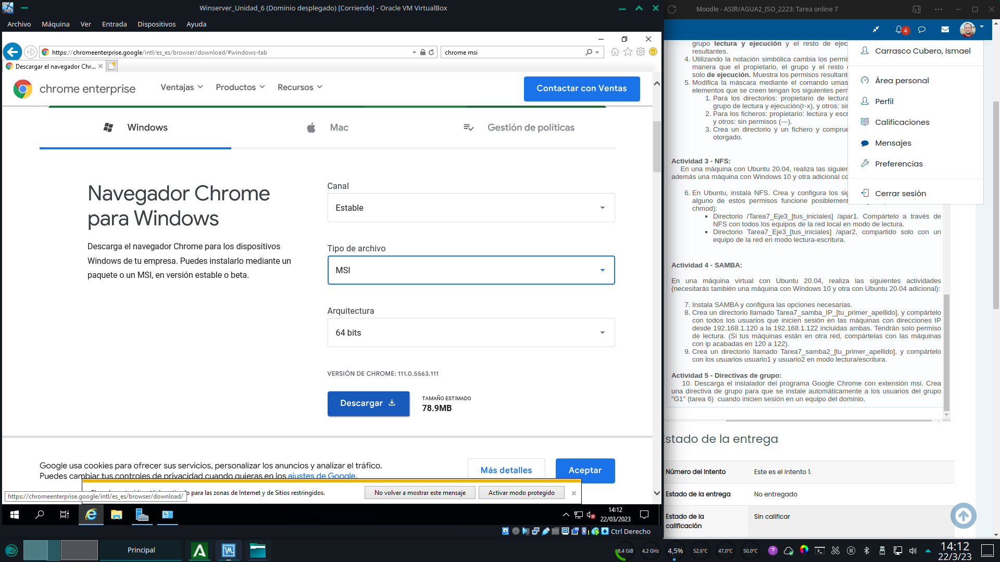 Winserver_Unidad_6 (Dominio desplegado) [Corriendo] - Oracle VM VirtualBox
Archivo Máquina Ver Entrada Dispositivos Ayuda
https://chromeenterprise.google/intl/es_es/browser/download/#windows-tab
chrome msi
Descargar el navegador Chr...
chrome enterprise
Ventajas Productos Recursos
Contactar con Ventas
Windows
Mac
Gestión de políticas
Navegador Chrome
para Windows
Descarga el navegador Chrome para los dispositivos
Windows de tu empresa. Puedes instalarlo mediante un
paquete o un MSI, en versión estable o beta.
Canal
Estable
Tipo de archivo
MSI
Arquitectura
64 bits
VERSIÓN DE CHROME: 111.0.5563.111
Descargar
TAMAÑO ESTIMADO
78.9MB
Google usa cookies para ofrecer sus servicios, personalizar los anuncios y analizar el tráfico.
Puedes cambiar tus controles de privacidad cuando quieras en los ajustes de Google.
Más detalles
Aceptar
para las zonas de Internet y de Sitios restringidos.
No volver a mostrar este mensaje
Activar modo protegido
https://chromeenterprise.google/intl/es_es/browser/download/
14:12
22/03/2023
Ctrl Derecho
Moodle - ASIR/AGUA2_ISO_2223: Tarea online 7
4
Carrasco Cubero, Ismael
Área personal
Perfil
Calificaciones
Mensajes
Preferencias
Cerrar sesión
grupo lectura y ejecución y el resto de ejec
resultantes.
4. Utilizando la notación simbólica cambia los permis
manera que el propietario, el grupo y el resto
solo de ejecución. Muestra los permisos resultant
5. Modifica la máscara mediante el comando umas
elementos que se creen tengan los siguientes perm
1. Para los directorios: propietario de lectura
grupo de lectura y ejecución(r-x), y otros: sin
2. Para los ficheros: propietario: lectura y escr
y otros: sin permisos (---).
3. Crea un directorio y un fichero y comprue
otorgado.
Actividad 3 - NFS:
En una máquina con Ubuntu 20.04, realiza las siguien
además una máquina con Windows 10 y otra adicional co
6. En Ubuntu, instala NFS. Crea y configura los sig
alguno de estos permisos funcione posiblement
chmod):
Directorio /Tarea7_Eje3_[tus_iniciales] /apar1. Compártelo a través de
NFS con todos los equipos de la red local en modo de lectura.
Directorio Tarea7_Eje3_[tus_iniciales] /apar2, compartido solo con un
equipo de la red en modo lectura-escritura.
Actividad 4 - SAMBA:
En una máquina virtual con Ubuntu 20.04, realiza las siguientes actividades
(necesitarás también una máquina con Windows 10 y otra con Ubuntu 20.04 adicional):
7. Instala SAMBA y configura las opciones necesarias.
8. Crea un directorio llamado Tarea7_samba_IP_[tu_primer_apellido], y compártelo
con todos los usuarios que inicien sesión en las máquinas con direcciones IP
desde 192.168.1.120 a la 192.168.1.122 incluidas ambas. Tendrán solo permiso
de lectura. (Si tus máquinas están en otra red, compártelas con las máquinas
con ip acabadas en 120 a 122).
9. Crea un directorio llamado Tarea7_samba2_[tu_primer_apellido], y compártelo
con los usuarios usuario1 y usuario2 en modo lectura/escritura.
Actividad 5 - Directivas de grupo:
10. Descarga el instalador del programa Google Chrome con extensión msi. Crea
una directiva de grupo para que se instale automáticamente a los usuarios del grupo
"G1" (tarea 6) cuando inicien sesión en un equipo del dominio.
Estado de la entrega
Número del Intento Este es el intento 1.
Estado de la entrega No entregado
Estado de la
calificación
Sin calificar
Principal
8,4 GiB 4,2 GHz 4,5% 52,6°C 47,0°C 50,0°C
14:12
22/3/23